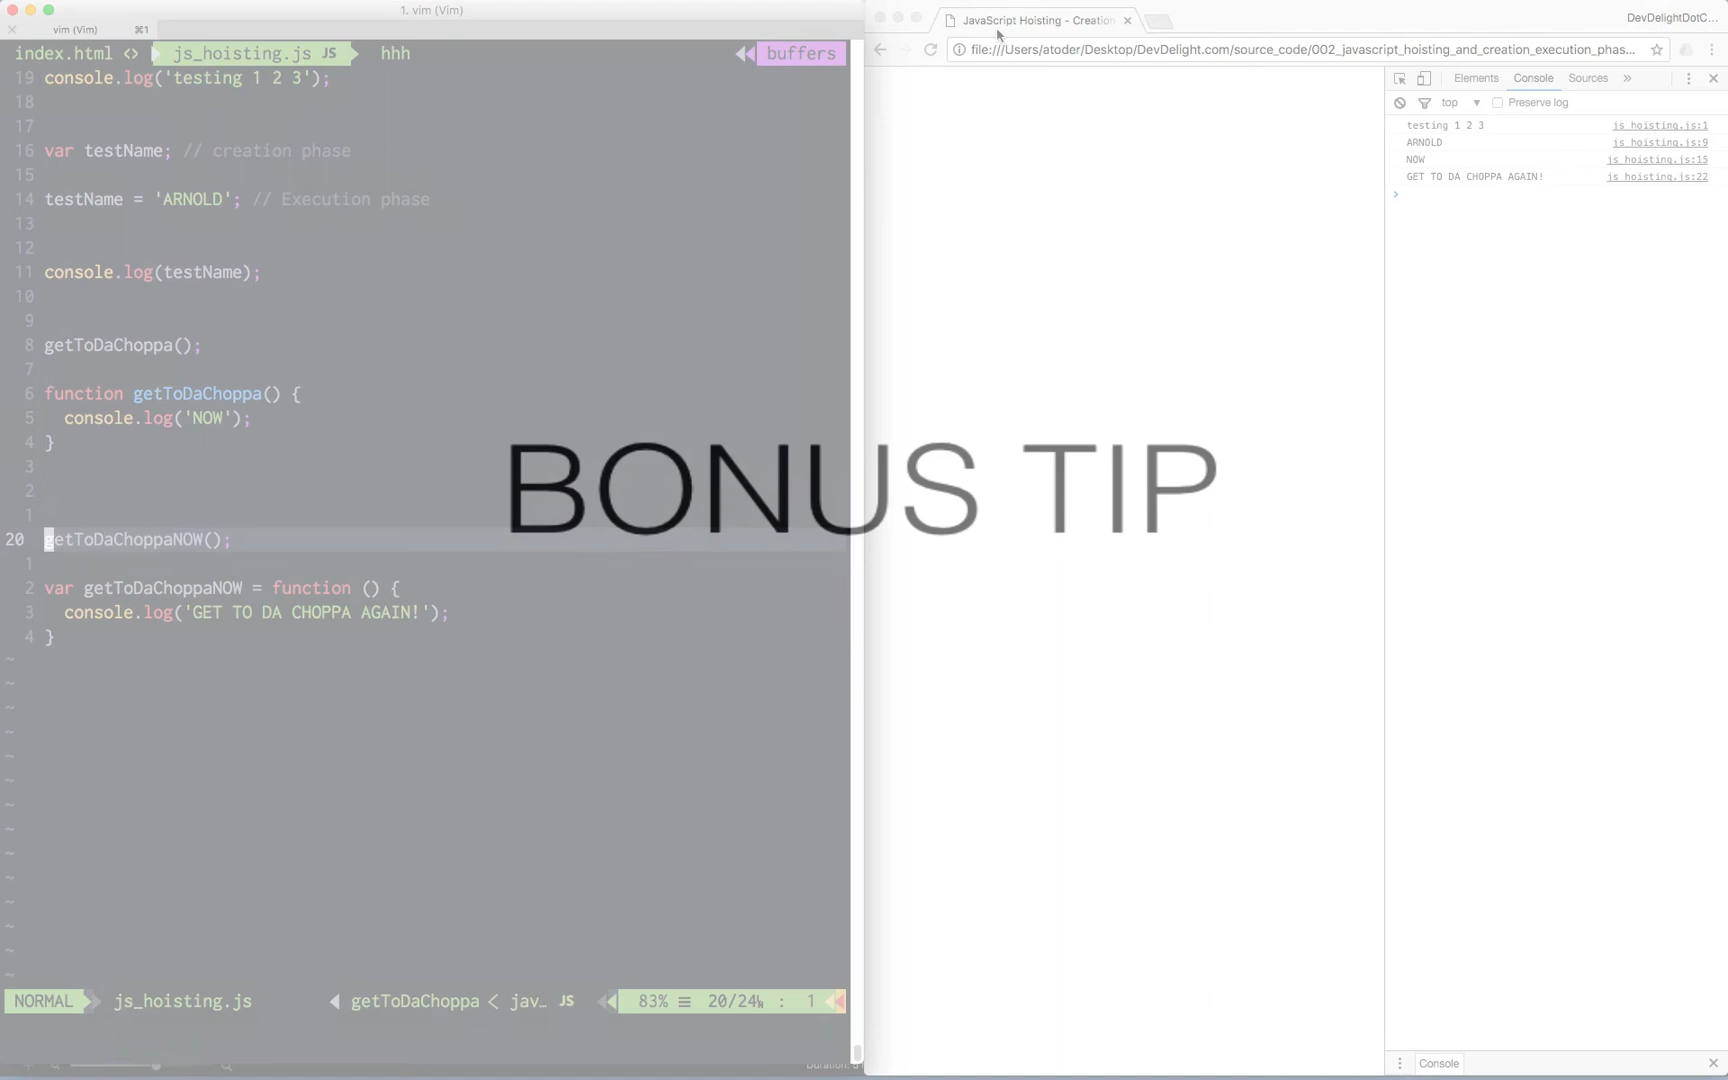 1. vim (Vim)
vim (Vim) ⌘1
index.html <> js_hoisting.js JS hhh buffers
19 console.log('testing 1 2 3');
18
17
16 var testName; // creation phase
15
14 testName = 'ARNOLD'; // Execution phase
13
12
11 console.log(testName);
10
9
8 getToDaChoppa();
7
6 function getToDaChoppa() {
5 console.log('NOW');
4 }
3
2
1
20 getToDaChoppaNOW();
1
2 var getToDaChoppaNOW = function () {
3 console.log('GET TO DA CHOPPA AGAIN!');
4 }
~
~
~
~
~
~
~
~
~
~
~
~
~
~
NORMAL js_hoisting.js getToDaChoppa < jav… JS 83% ≡ 20/24 : 1
BONUS TIP
JavaScript Hoisting - Creation
DevDelightDotC...
file:///Users/atoder/Desktop/DevDelight.com/source_code/002_javascript_hoisting_and_creation_execution_phas...
Elements Console Sources »
top ▼ Preserve log
testing 1 2 3 js_hoisting.js:1
ARNOLD js_hoisting.js:9
NOW js_hoisting.js:15
GET TO DA CHOPPA AGAIN! js_hoisting.js:22
>
Console